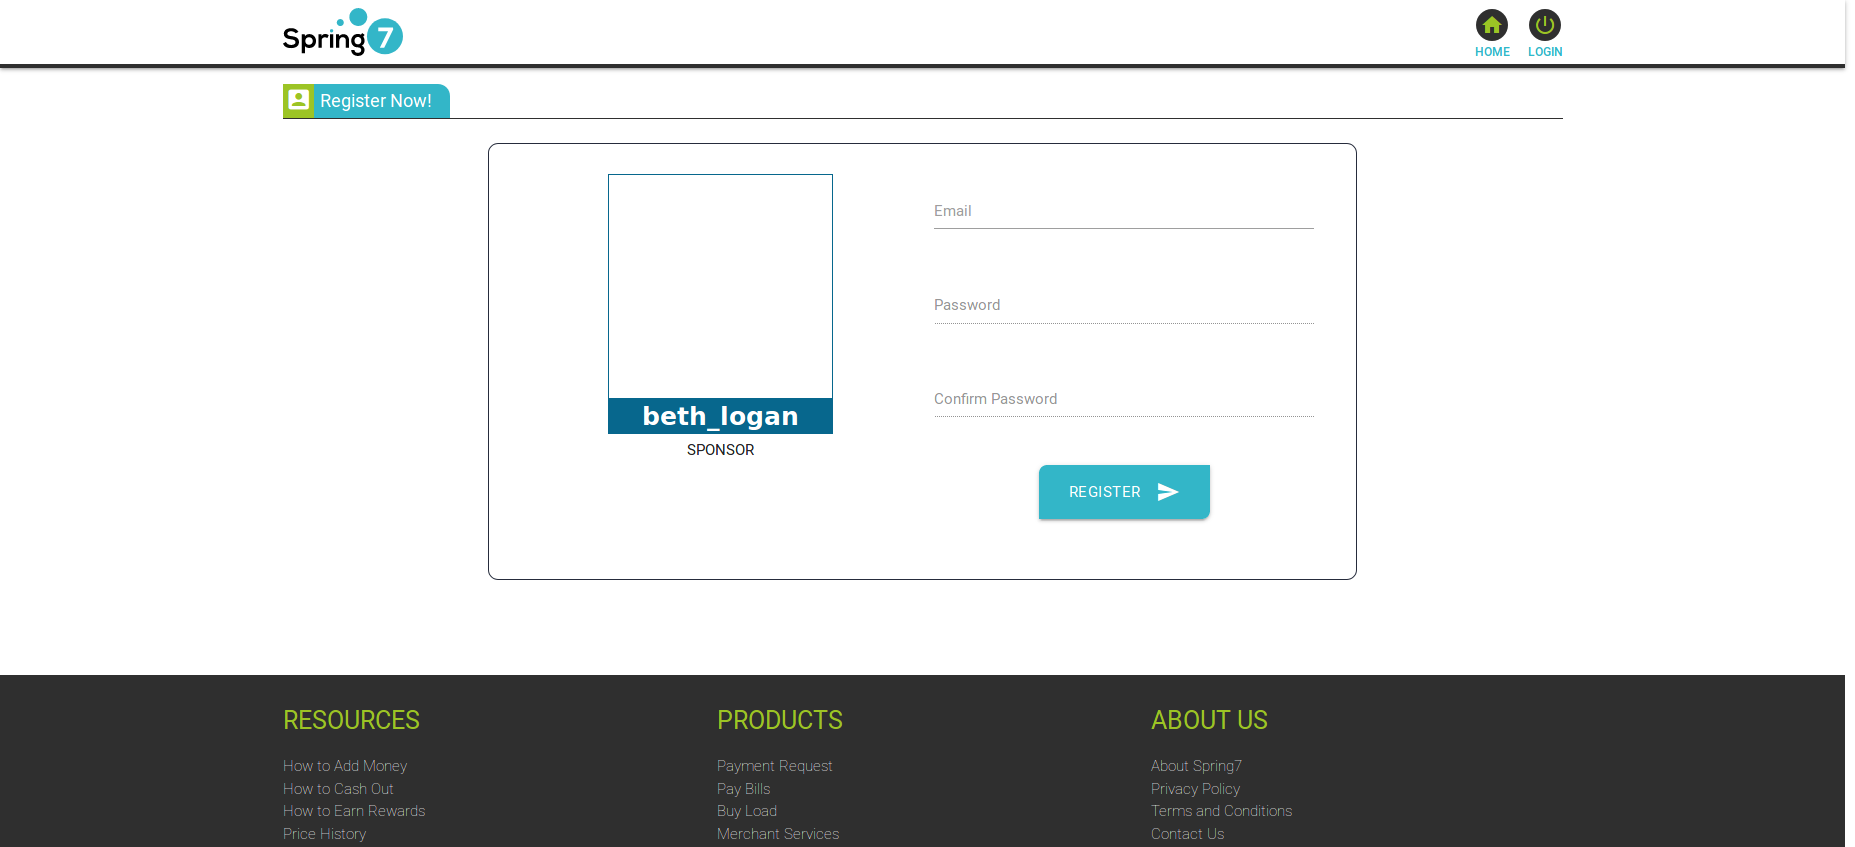 Spring7
HOME LOGIN
Register Now!
Email
Password
beth_logan
Confirm Password
SPONSOR
REGISTER
RESOURCES
How to Add Money
How to Cash Out
How to Earn Rewards
Price History
PRODUCTS
Payment Request
Pay Bills
Buy Load
Merchant Services
ABOUT US
About Spring7
Privacy Policy
Terms and Conditions
Contact Us